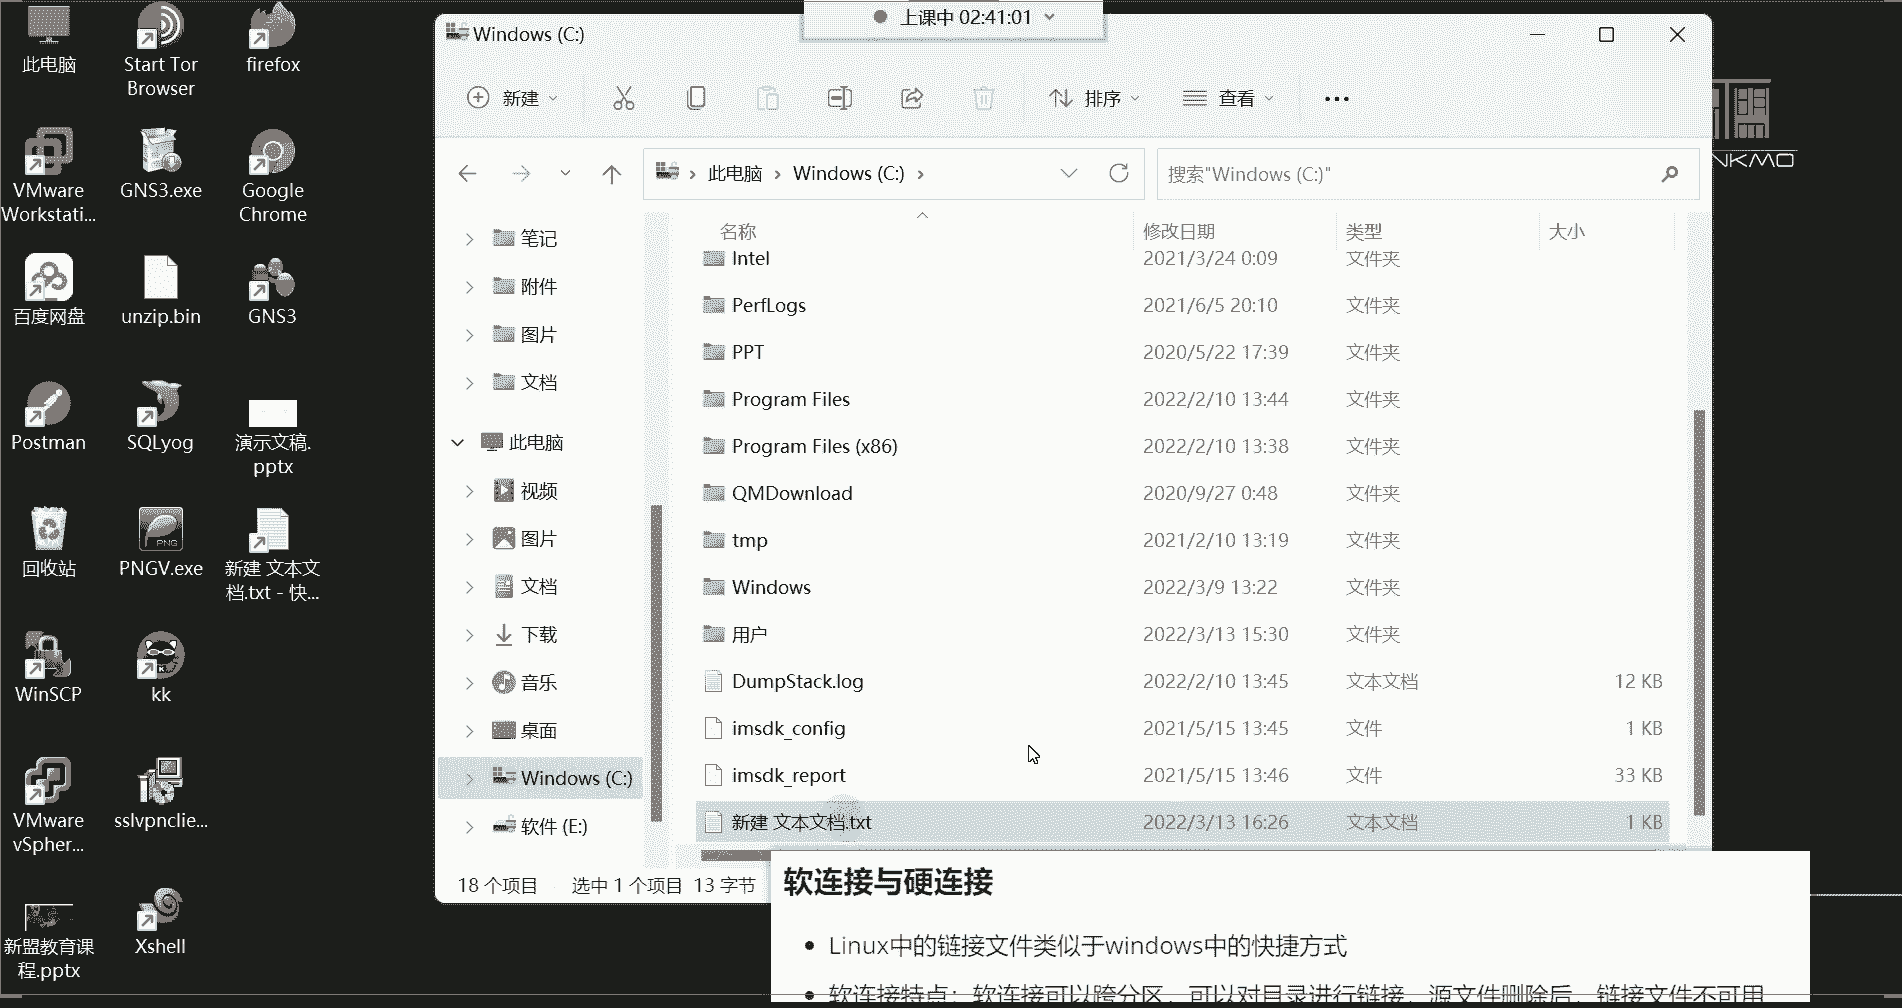 上课中 02:41:01
此电脑
Start Tor
Browser
firefox
VMware
Workstati...
GNS3.exe
Google
Chrome
百度网盘
unzip.bin
GNS3
Postman
SQLyog
演示文稿.
pptx
回收站
PNGV.exe
新建 文本文
档.txt - 快...
WinSCP
kk
VMware
vSpher...
sslvpnclie...
新盟教育课
程.pptx
Xshell
Windows (C:)
新建
排序
查看
此电脑 Windows (C:)
搜索"Windows (C:)"
笔记
附件
图片
文档
此电脑
视频
图片
文档
下载
音乐
桌面
Windows (C:)
软件 (E:)
名称 修改日期 类型 大小
Intel 2021/3/24 0:09 文件夹
PerfLogs 2021/6/5 20:10 文件夹
PPT 2020/5/22 17:39 文件夹
Program Files 2022/2/10 13:44 文件夹
Program Files (x86) 2022/2/10 13:38 文件夹
QMDownload 2020/9/27 0:48 文件夹
tmp 2021/2/10 13:19 文件夹
Windows 2022/3/9 13:22 文件夹
用户 2022/3/13 15:30 文件夹
DumpStack.log 2022/2/10 13:45 文本文档 12 KB
imsdk_config 2021/5/15 13:45 文件 1 KB
imsdk_report 2021/5/15 13:46 文件 33 KB
新建 文本文档.txt 2022/3/13 16:26 文本文档 1 KB
18 个项目 选中 1 个项目 13 字节
NKMO
软连接与硬连接
Linux中的链接文件类似于windows中的快捷方式
软连接特点：软连接可以跨分区，可以对目录进行链接，源文件删除后，链接文件不可用